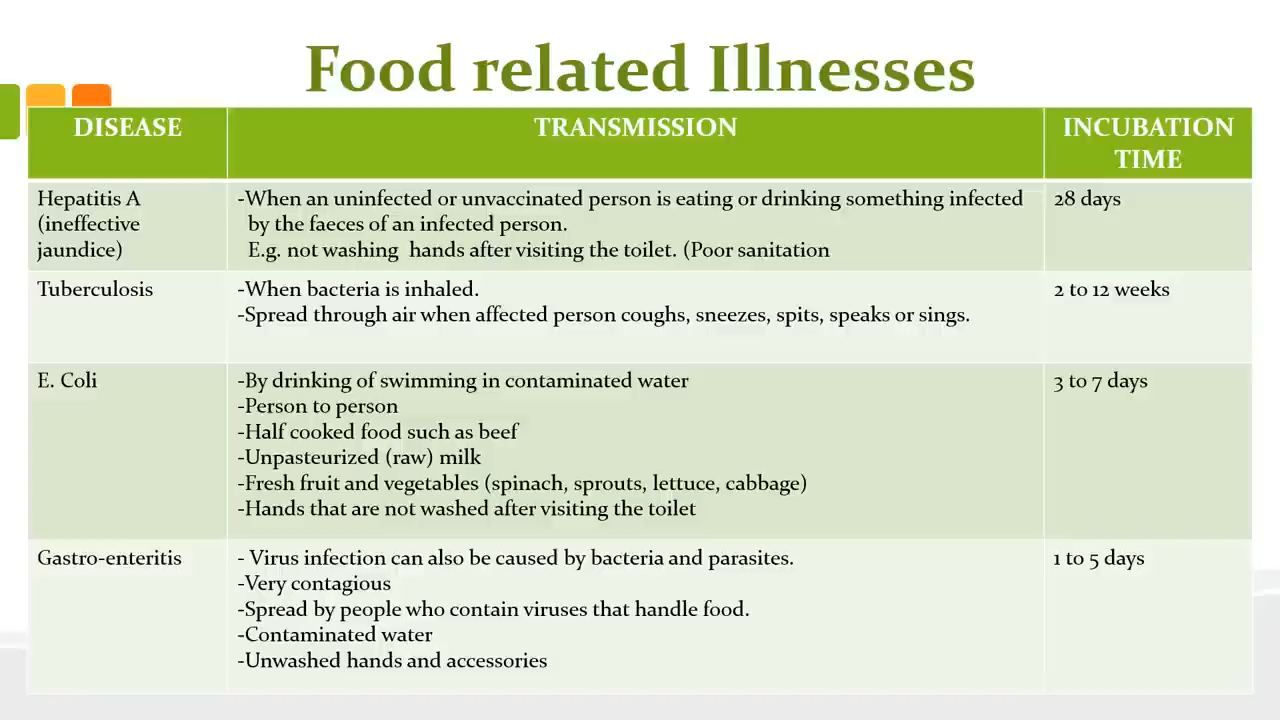 Food related Illnesses
DISEASE
TRANSMISSION
INCUBATION
TIME
Hepatitis A
(ineffective
jaundice)
-When an uninfected or unvaccinated person is eating or drinking something infected
by the faeces of an infected person.
E.g. not washing  hands after visiting the toilet. (Poor sanitation
28 days
Tuberculosis
-When bacteria is inhaled.
-Spread through air when affected person coughs, sneezes, spits, speaks or sings.
2 to 12 weeks
E. Coli
-By drinking of swimming in contaminated water
-Person to person
-Half cooked food such as beef
-Unpasteurized (raw) milk
-Fresh fruit and vegetables (spinach, sprouts, lettuce, cabbage)
-Hands that are not washed after visiting the toilet
3 to 7 days
Gastro-enteritis
- Virus infection can also be caused by bacteria and parasites.
-Very contagious
-Spread by people who contain viruses that handle food.
-Contaminated water
-Unwashed hands and accessories
1 to 5 days